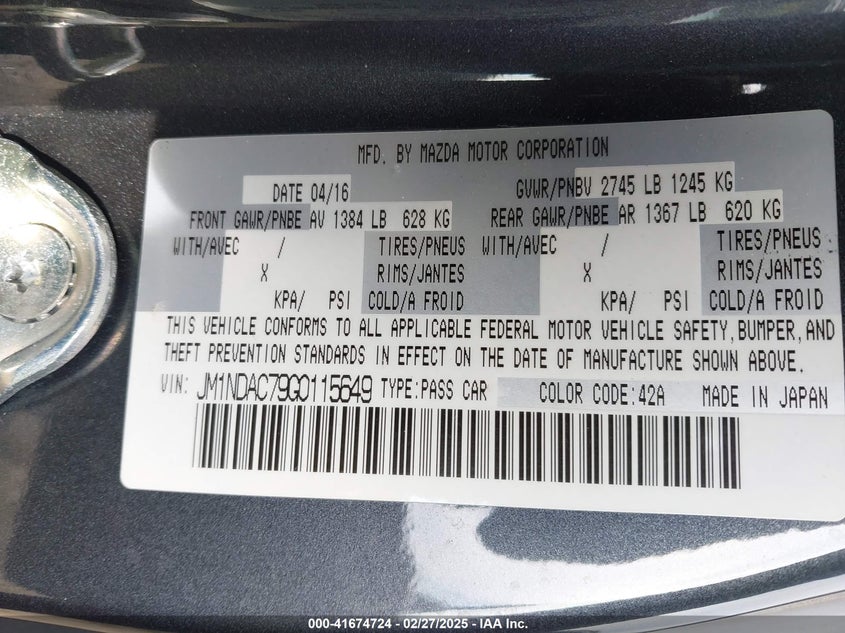 MFD. BY MAZDA MOTOR CORPORATION
DATE 04/16 GVWR/PNBV 2745 LB 1245 KG
FRONT GAWR/PNBE AV 1384 LB 628 KG REAR GAWR/PNBE AR 1367 LB 620 KG
WITH/AVEC / TIRES/PNEUS WITH/AVEC / TIRES/PNEUS
X RIMS/JANTES X RIMS/JANTES
KPA/ PSI COLD/A FROID KPA/ PSI COLD/A FROID
THIS VEHICLE CONFORMS TO ALL APPLICABLE FEDERAL MOTOR VEHICLE SAFETY, BUMPER, AND
THEFT PREVENTION STANDARDS IN EFFECT ON THE DATE OF MANUFACTURE SHOWN ABOVE.
VIN: JM1NDAC79G0115649 TYPE:PASS CAR COLOR CODE:42A MADE IN JAPAN
000-41674724 — 02/27/2025 — IAA Inc.